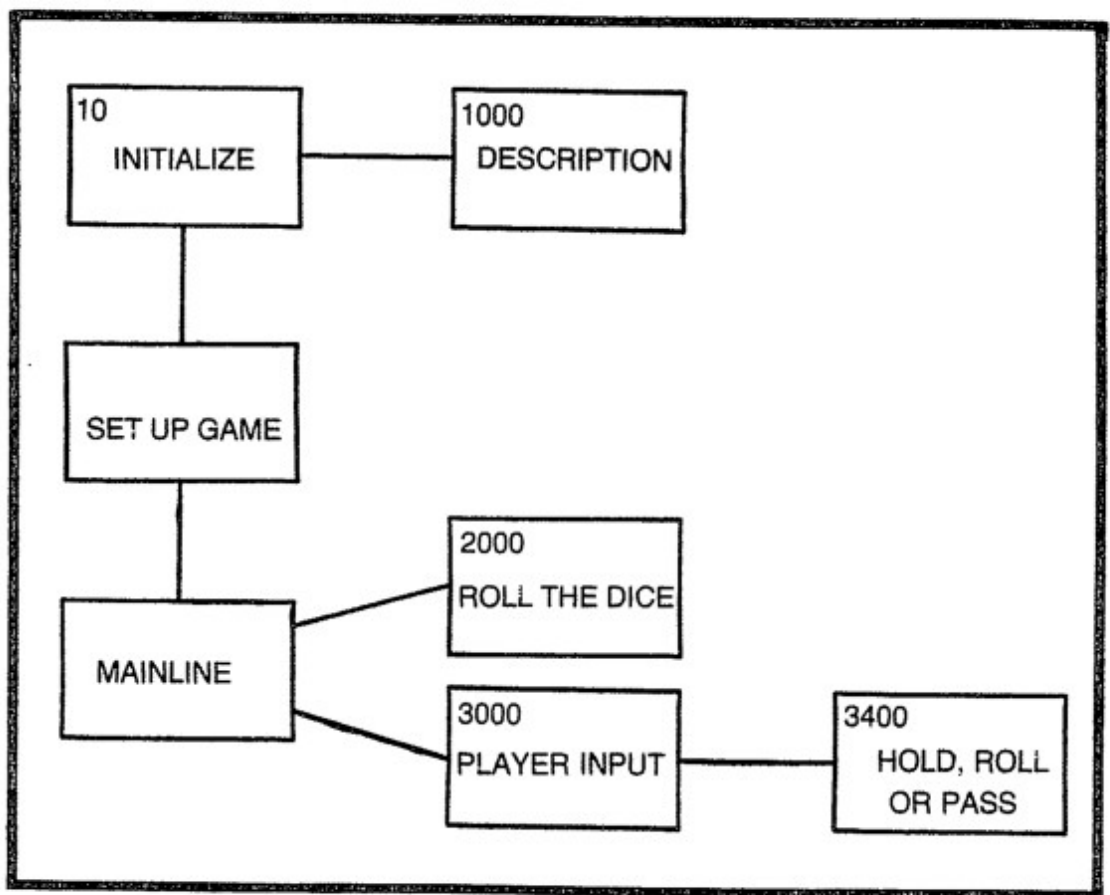 10
INITIALIZE
1000
DESCRIPTION
SET UP GAME
2000
ROLL THE DICE
MAINLINE
3000
PLAYER INPUT
3400
HOLD, ROLL
OR PASS